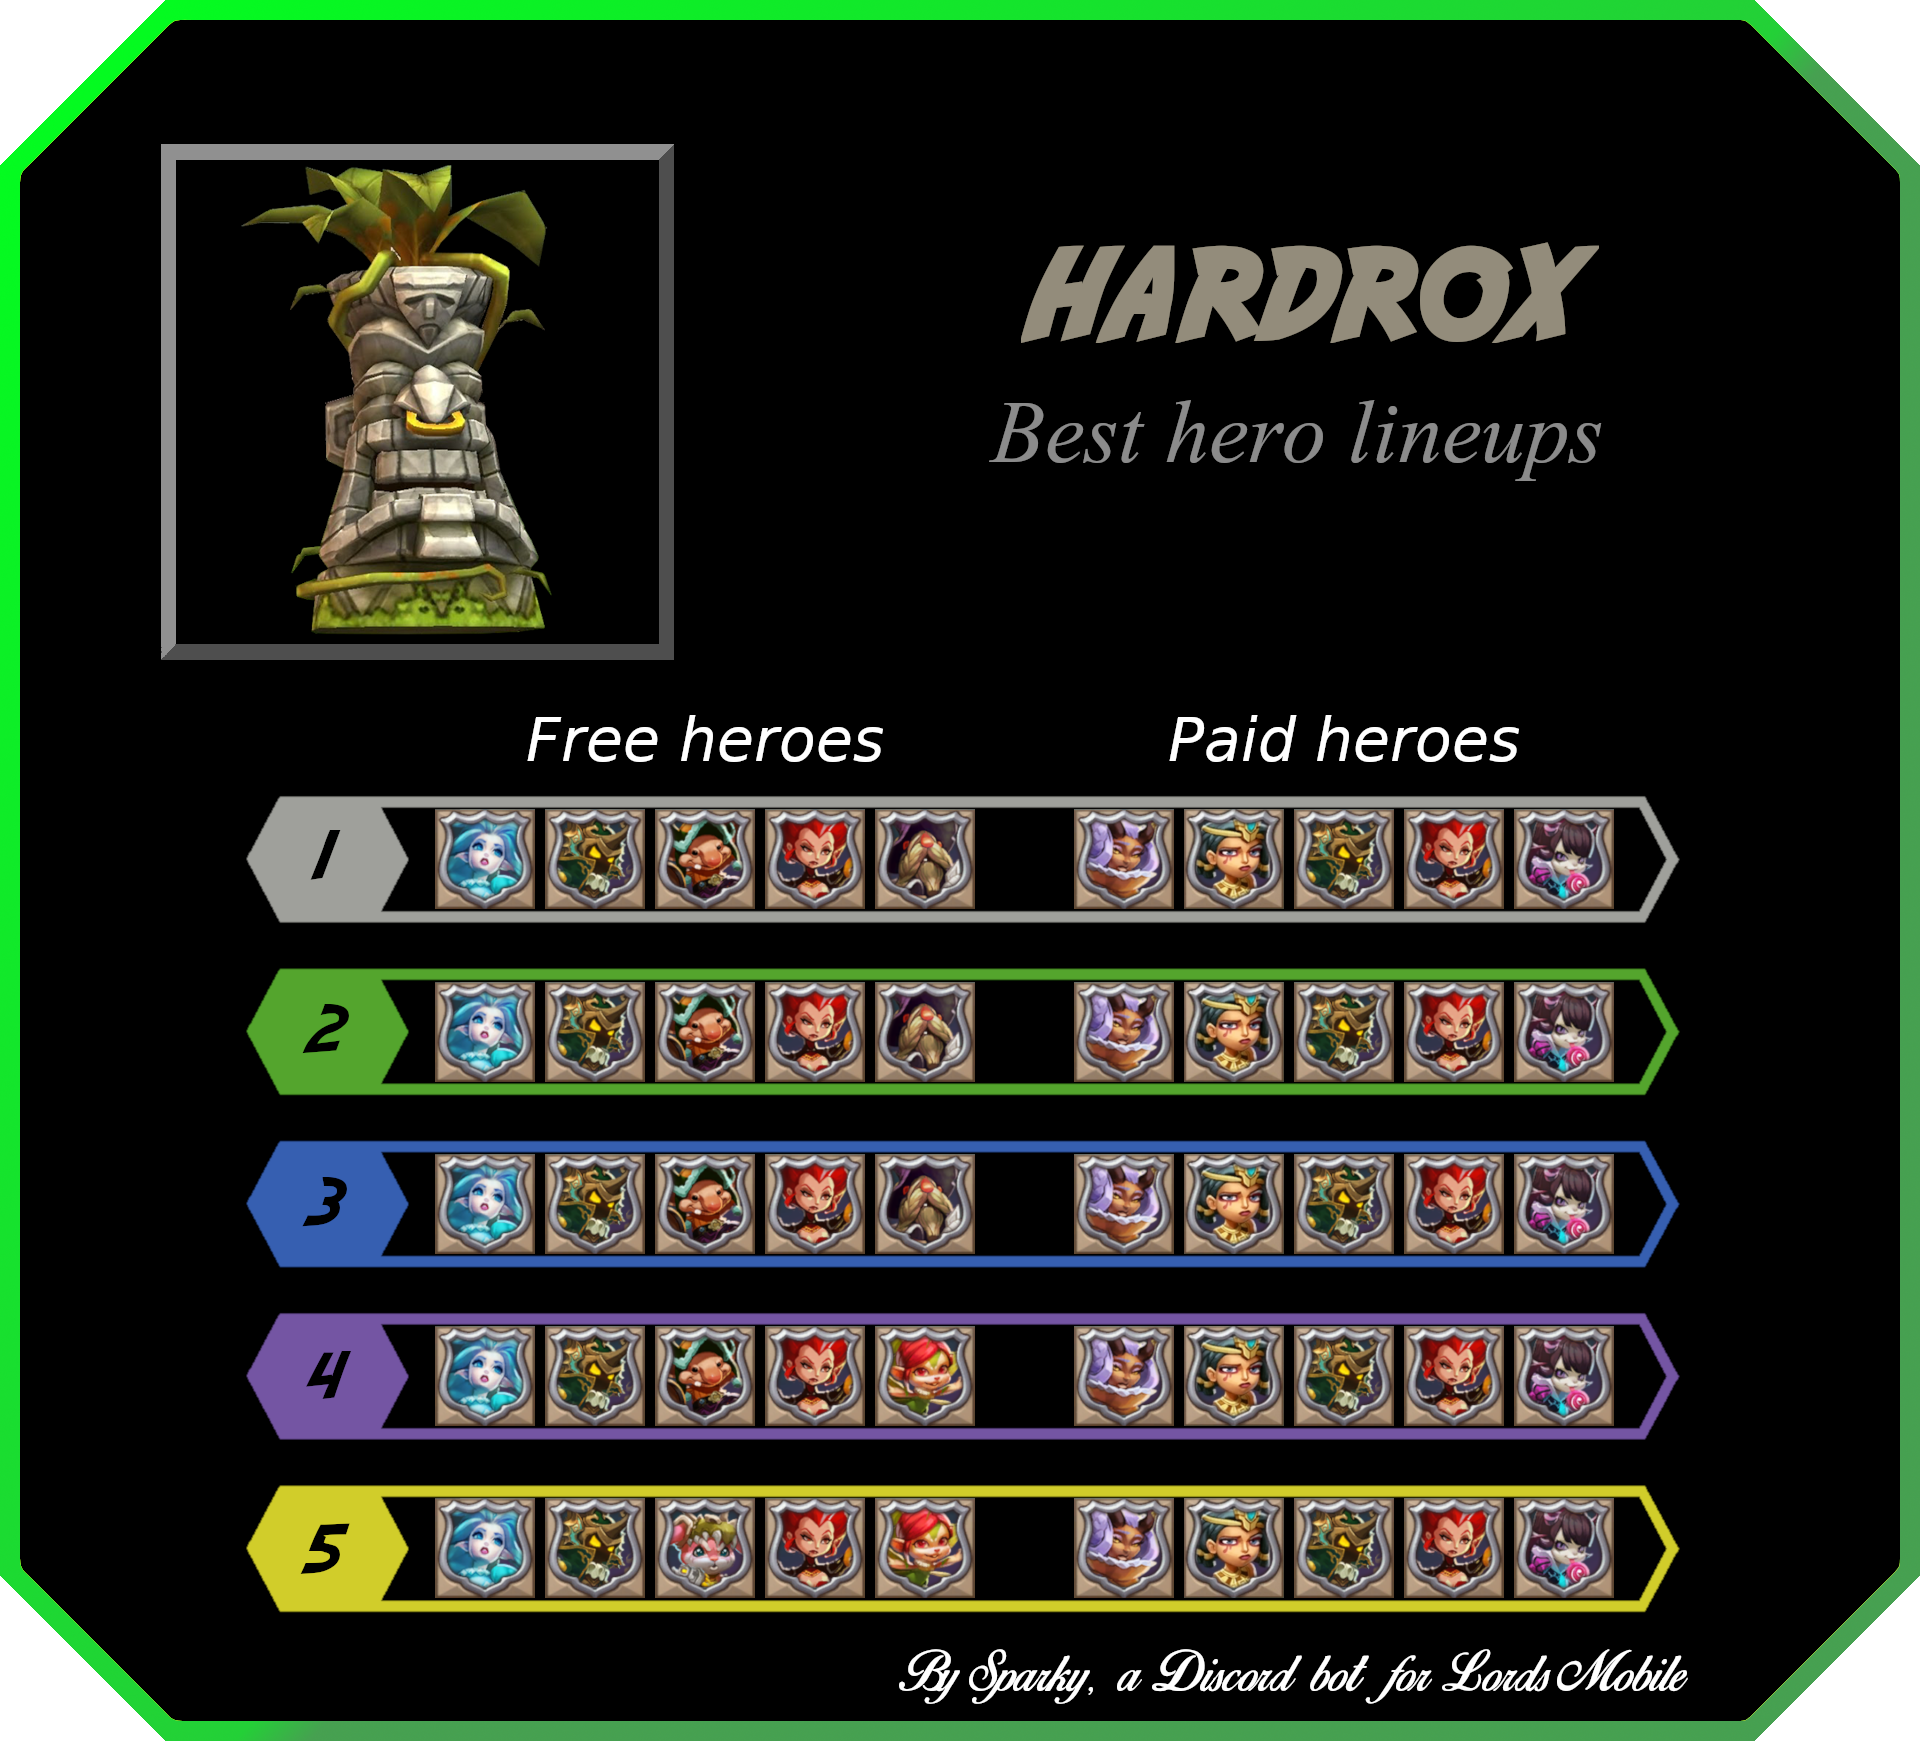 HARDROX
Best hero lineups
Free heroes Paid heroes
1
2
3
4
5
By Sparky, a Discord bot for Lords Mobile